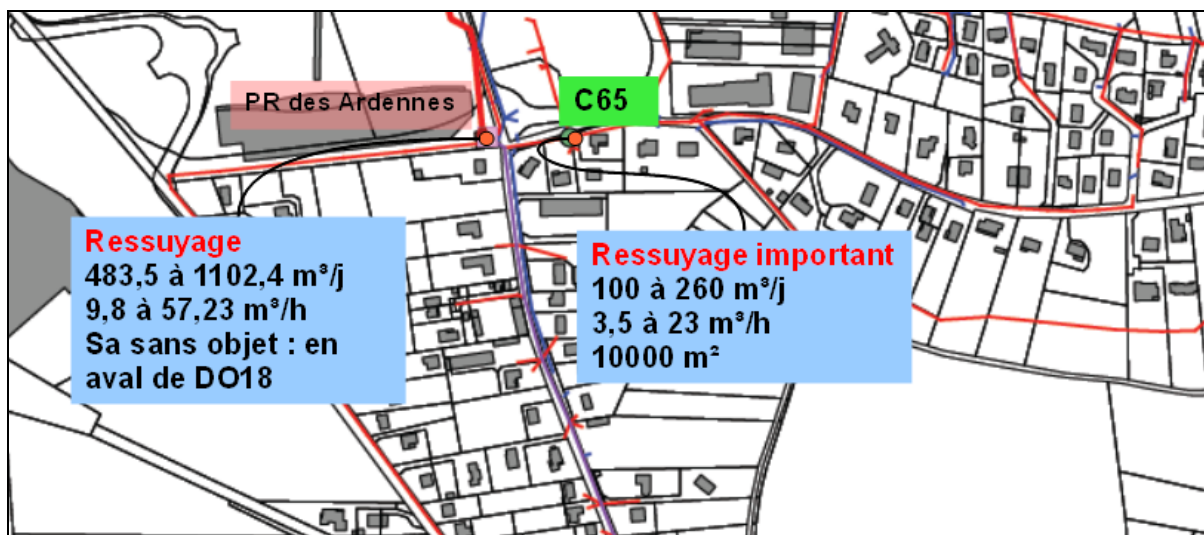 PR des Ardennes
C65
Ressuyage
483,5 à 1102,4 m³/j
9,8 à 57,23 m³/h
Sa sans objet : en
aval de DO18
Ressuyage important
100 à 260 m³/j
3,5 à 23 m³/h
10000 m²